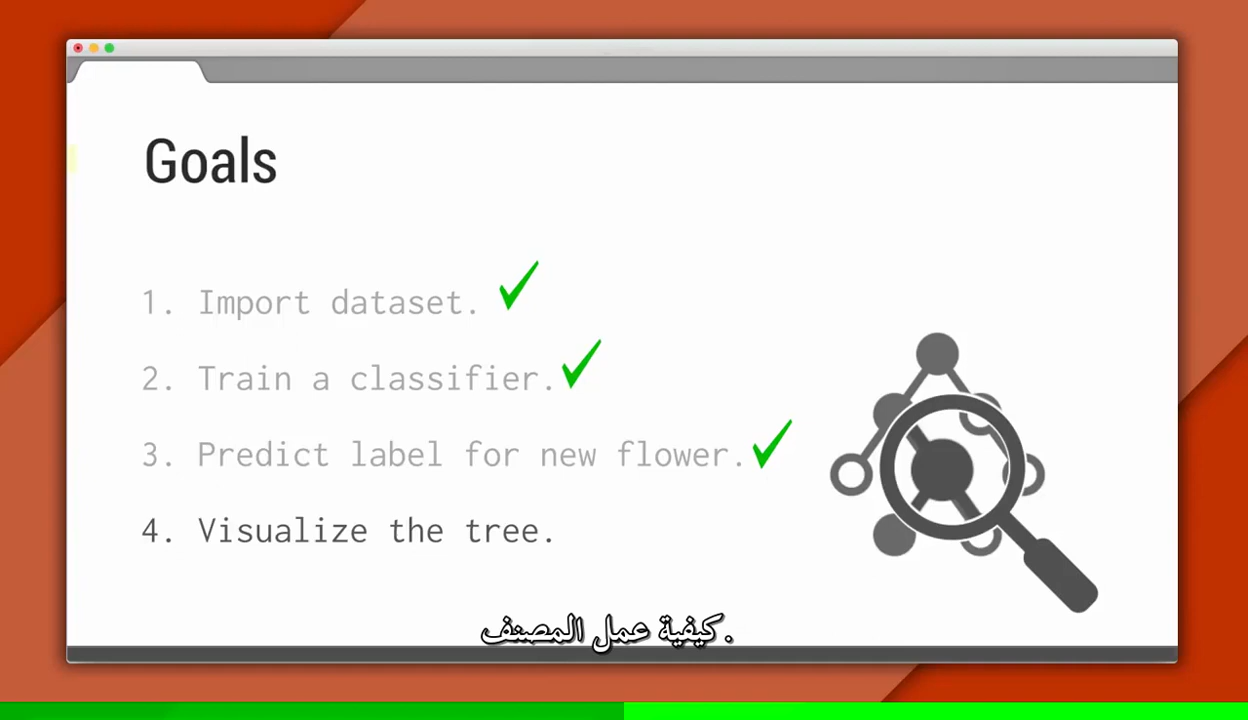 Goals
1. Import dataset.
2. Train a classifier.
3. Predict label for new flower.
4. Visualize the tree.
كيفية عمل المصنف.